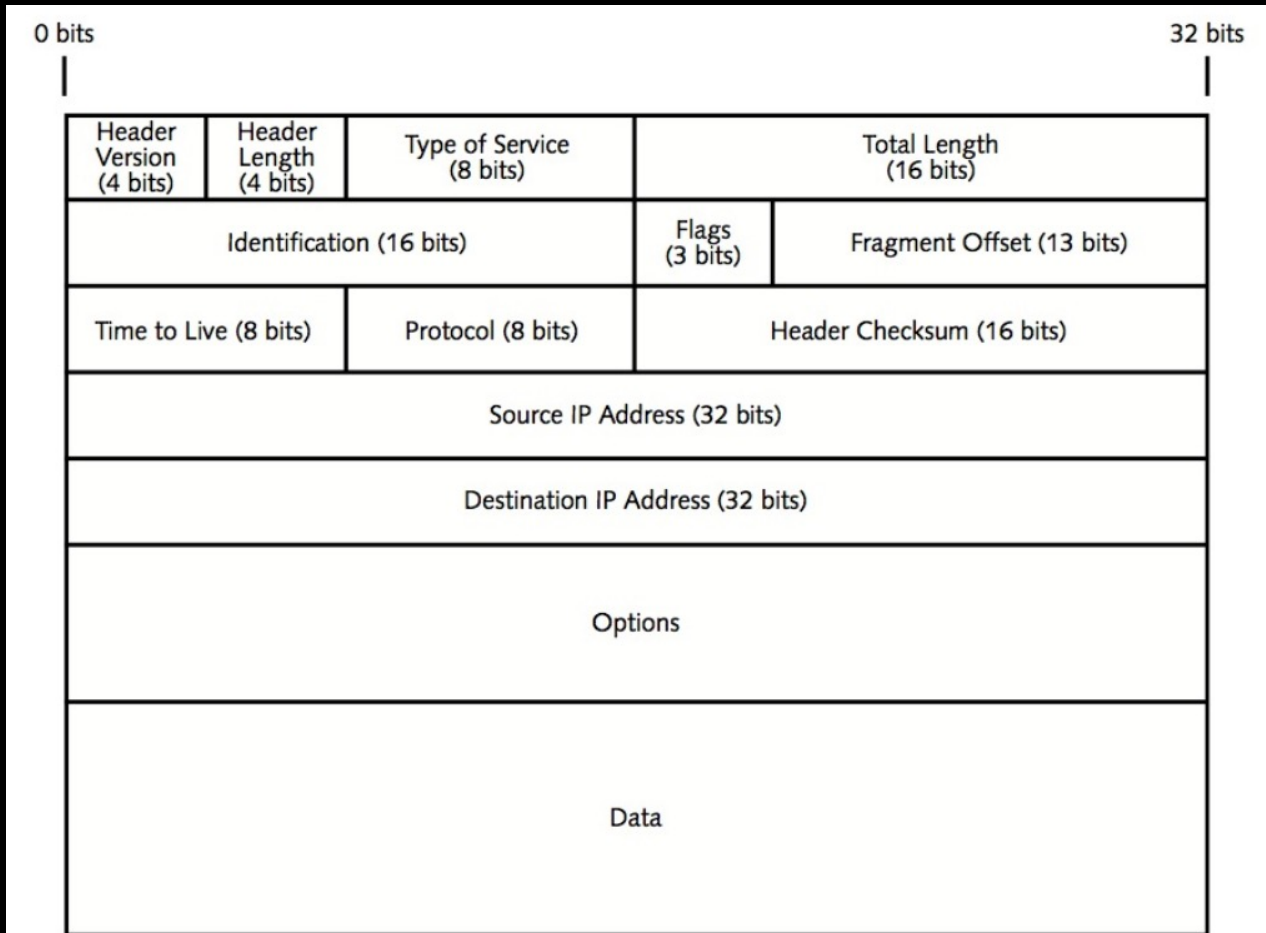 0 bits
32 bits
Header
Version
(4 bits)
Header
Length
(4 bits)
Type of Service
(8 bits)
Total Length
(16 bits)
Identification (16 bits)
Flags
(3 bits)
Fragment Offset (13 bits)
Time to Live (8 bits)
Protocol (8 bits)
Header Checksum (16 bits)
Source IP Address (32 bits)
Destination IP Address (32 bits)
Options
Data